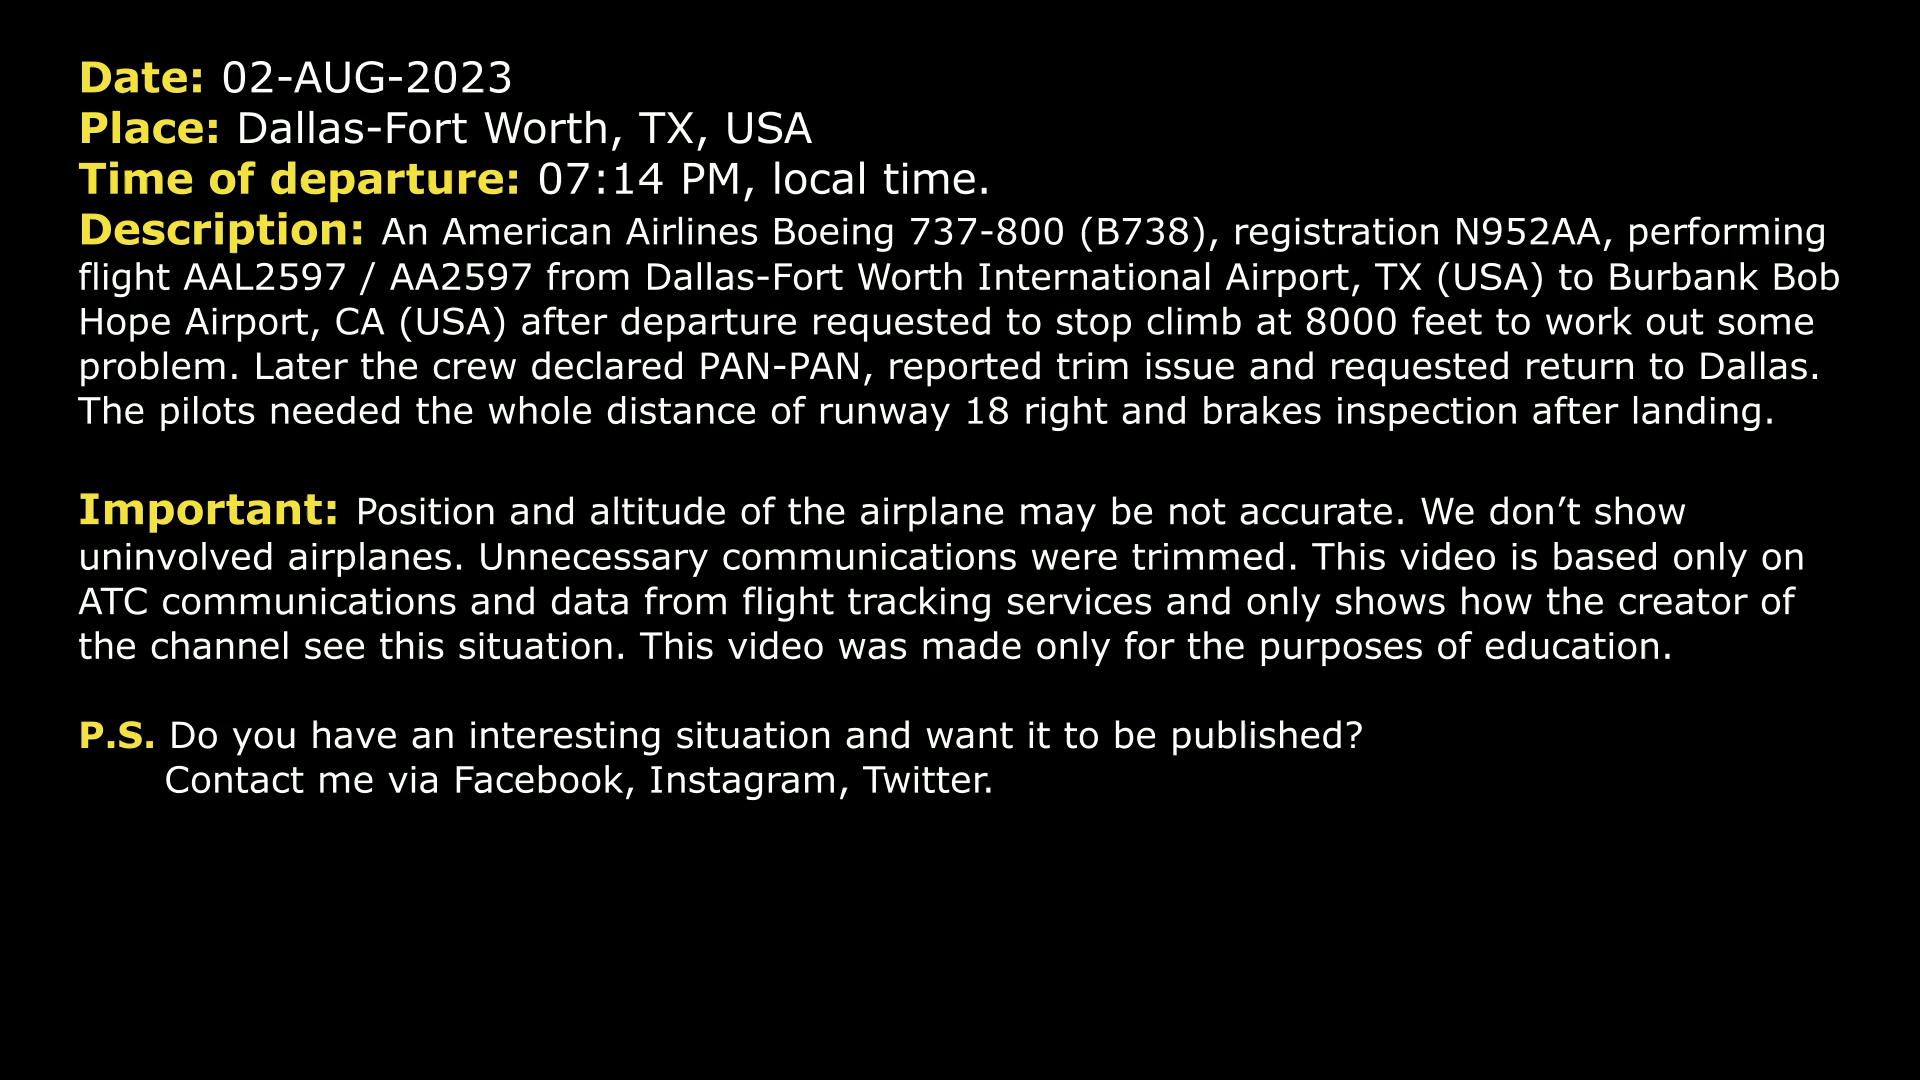 Date: 02-AUG-2023
Place: Dallas-Fort Worth, TX, USA
Time of departure: 07:14 PM, local time.
Description: An American Airlines Boeing 737-800 (B738), registration N952AA, performing
flight AAL2597 / AA2597 from Dallas-Fort Worth International Airport, TX (USA) to Burbank Bob
Hope Airport, CA (USA) after departure requested to stop climb at 8000 feet to work out some
problem. Later the crew declared PAN-PAN, reported trim issue and requested return to Dallas.
The pilots needed the whole distance of runway 18 right and brakes inspection after landing.
Important: Position and altitude of the airplane may be not accurate. We don’t show
uninvolved airplanes. Unnecessary communications were trimmed. This video is based only on
ATC communications and data from flight tracking services and only shows how the creator of
the channel see this situation. This video was made only for the purposes of education.
P.S. Do you have an interesting situation and want it to be published?
Contact me via Facebook, Instagram, Twitter.